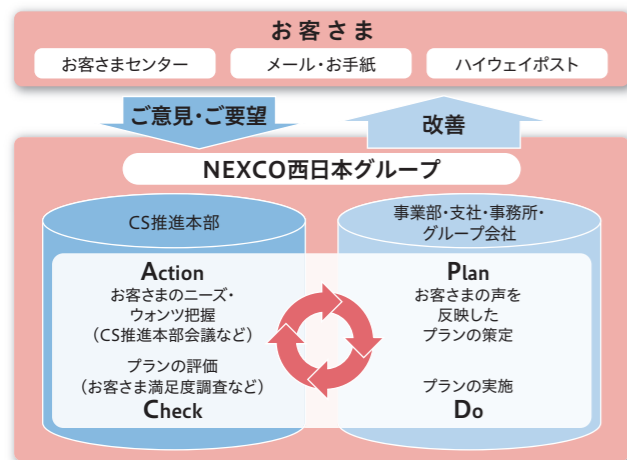 お客さま
お客さまセンター
メール・お手紙
ハイウェイポスト
ご意見・ご要望
改善
NEXCO西日本グループ
CS推進本部
事業部・支社・事務所・
グループ会社
Action
お客さまのニーズ・
ウォンツ把握
（CS推進本部会議など）
Plan
お客さまの声を
反映した
プランの策定
プランの評価
（お客さま満足度調査など）
Check
プランの実施
Do